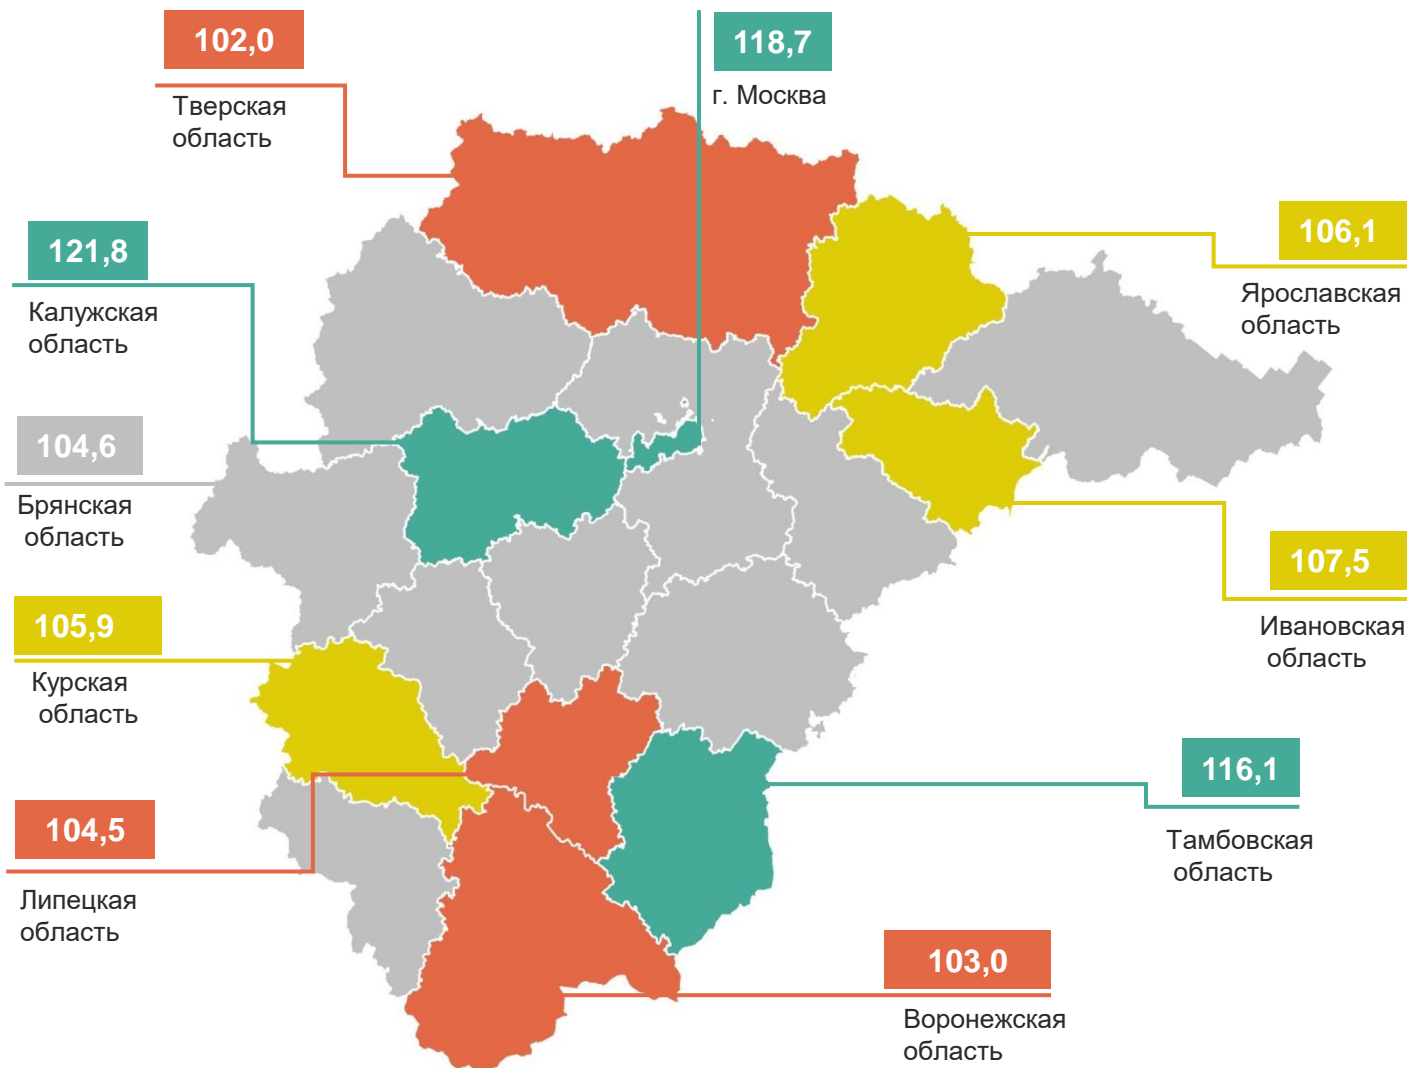 102,0
Тверская
область
118,7
г. Москва
121,8
Калужская
область
106,1
Ярославская
область
104,6
Брянская
область
107,5
Ивановская
область
105,9
Курская
область
116,1
Тамбовская
область
104,5
Липецкая
область
103,0
Воронежская
область